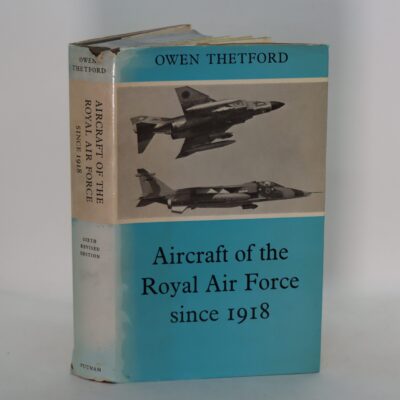 OWEN
THETFORD
AIRCRAFT OF THE
ROYAL AIR FORCE
SINCE 1918
SIXTH
REVISED
EDITION
PUTNAM
OWEN THETFORD
Aircraft of the
Royal Air Force
since 1918